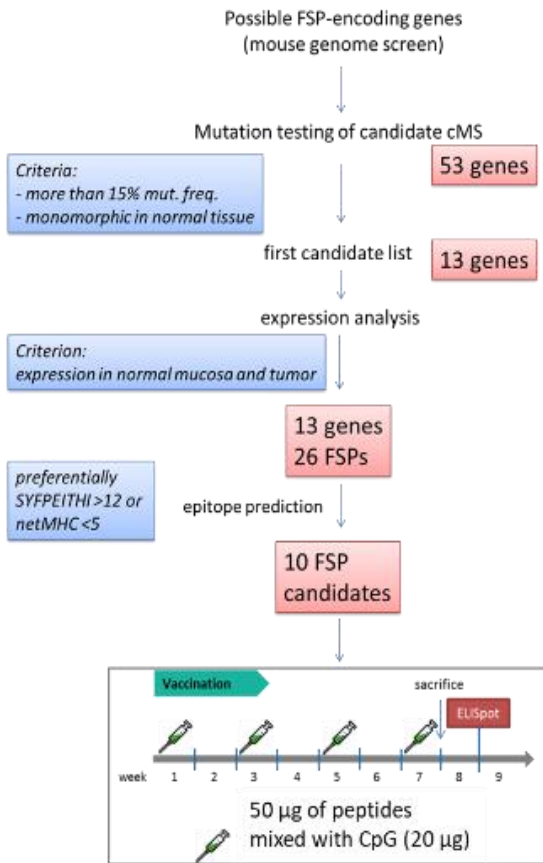 Possible FSP-encoding genes
(mouse genome screen)
Mutation testing of candidate cMS
53 genes
Criteria:
- more than 15% mut. freq.
- monomorphic in normal tissue
first candidate list
13 genes
expression analysis
Criterion:
expression in normal mucosa and tumor
13 genes
26 FSPs
preferentially
SYFPEITHI >12 or
netMHC <5
epitope prediction
10 FSP
candidates
Vaccination
sacrifice
ELISpot
week 1 2 3 4 5 6 7 8 9
50 µg of peptides
mixed with CpG (20 µg)